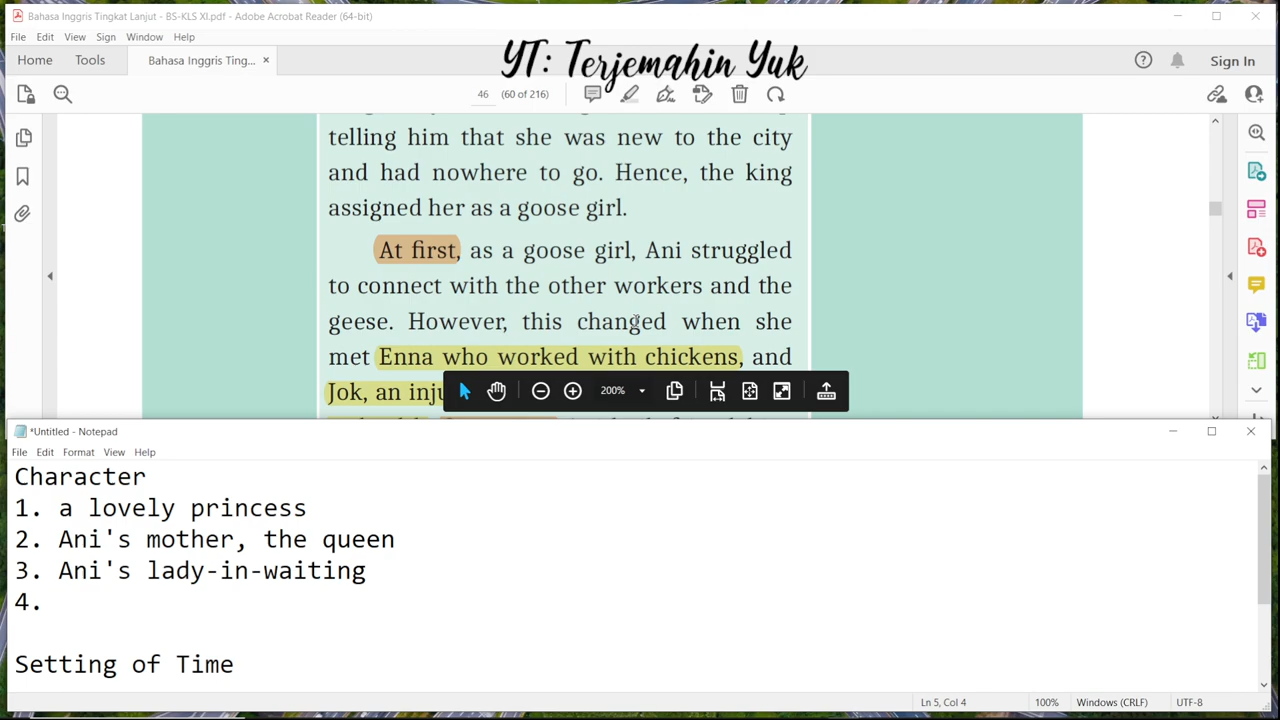 Bahasa Inggris Tingkat Lanjut - BS-KLS XI.pdf - Adobe Acrobat Reader (64-bit)
File Edit View Sign Window Help
YT: Terjemahin Yuk
Home Tools Bahasa Inggris Ting... × Sign In
46 (60 of 216)
telling him that she was new to the city
and had nowhere to go. Hence, the king
assigned her as a goose girl.
At first, as a goose girl, Ani struggled
to connect with the other workers and the
geese. However, this changed when she
met Enna who worked with chickens, and
Jok, an inju
200%
*Untitled - Notepad
File Edit Format View Help
Character
1. a lovely princess
2. Ani's mother, the queen
3. Ani's lady-in-waiting
4.
Setting of Time
Ln 5, Col 4 100% Windows (CRLF) UTF-8